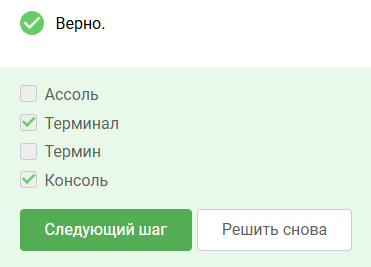 Верно.
Ассоль
Терминал
Термин
Консоль
Следующий шаг Решить снова